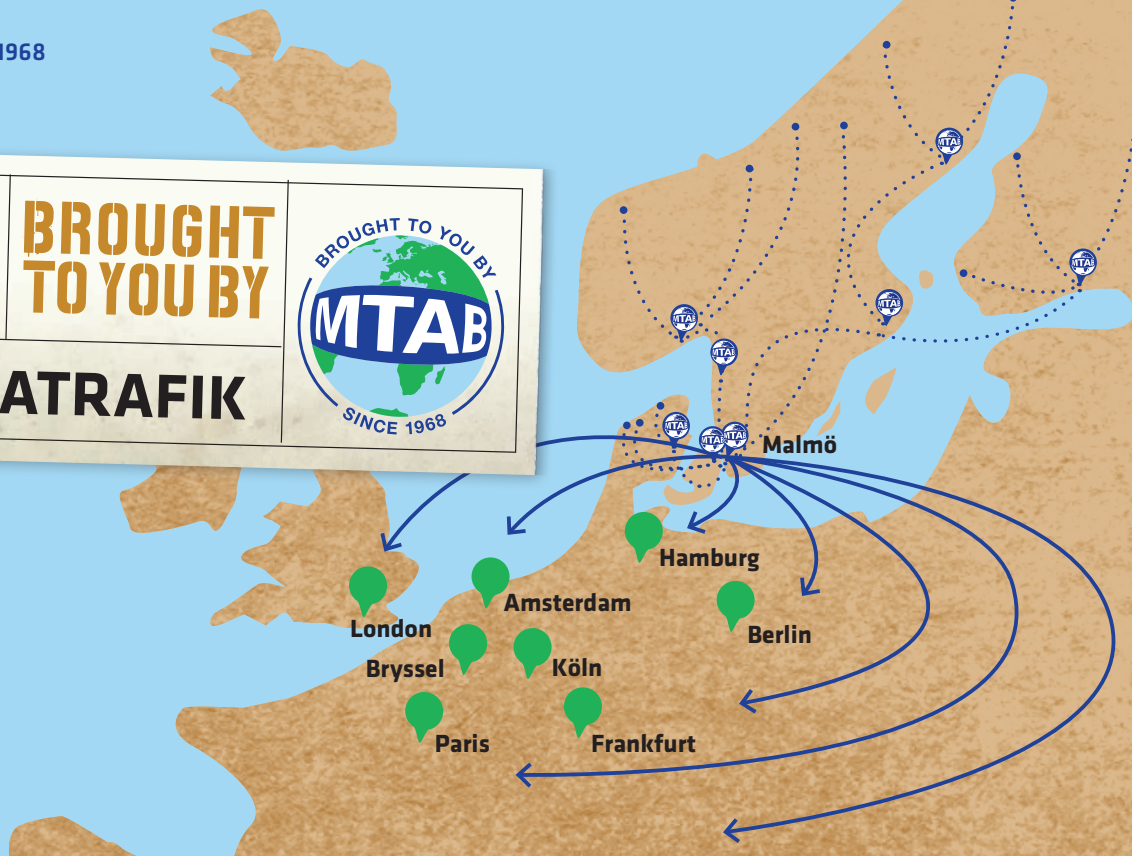 1968
BROUGHT
TO YOU BY
ATRAFIK
BROUGHT TO YOU BY
MTAB
SINCE 1968
MTAB
MTAB
MTAB
MTAB
MTAB
MTAB
MTAB
MTAB
Malmö
Hamburg
Amsterdam
London
Berlin
Bryssel
Köln
Paris
Frankfurt